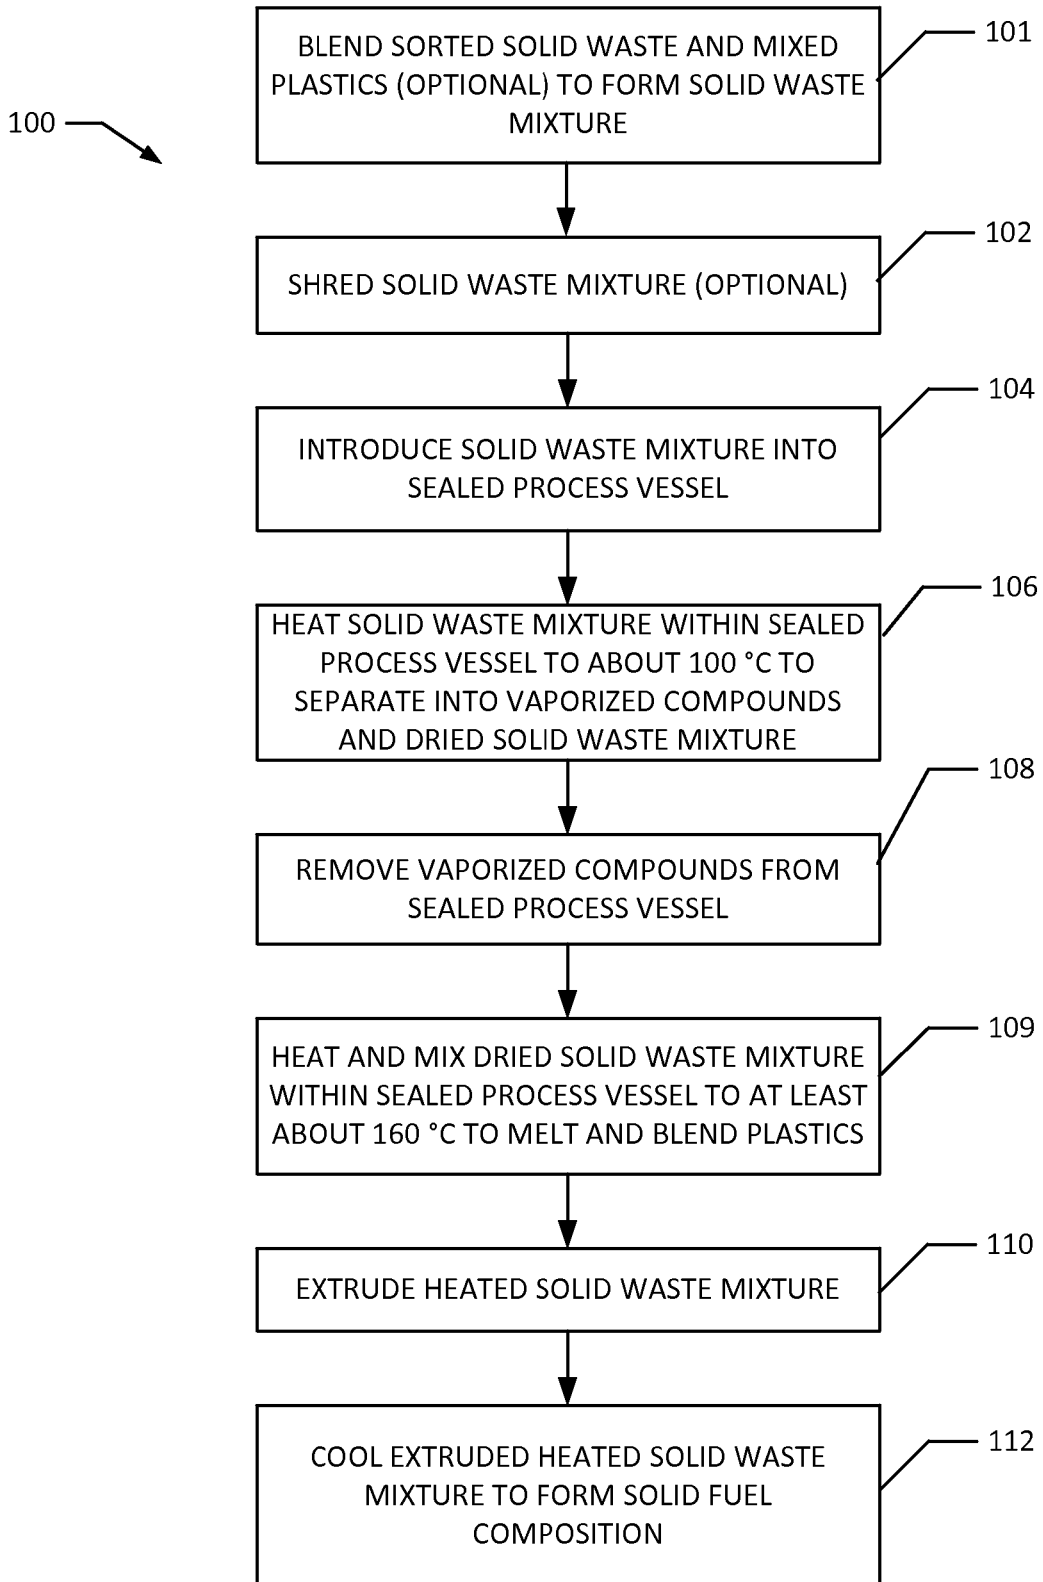 BLEND SORTED SOLID WASTE AND MIXED
PLASTICS (OPTIONAL) TO FORM SOLID WASTE
MIXTURE
101
100
SHRED SOLID WASTE MIXTURE (OPTIONAL)
102
INTRODUCE SOLID WASTE MIXTURE INTO
SEALED PROCESS VESSEL
104
HEAT SOLID WASTE MIXTURE WITHIN SEALED
PROCESS VESSEL TO ABOUT 100 °C TO
SEPARATE INTO VAPORIZED COMPOUNDS
AND DRIED SOLID WASTE MIXTURE
106
REMOVE VAPORIZED COMPOUNDS FROM
SEALED PROCESS VESSEL
108
HEAT AND MIX DRIED SOLID WASTE MIXTURE
WITHIN SEALED PROCESS VESSEL TO AT LEAST
ABOUT 160 °C TO MELT AND BLEND PLASTICS
109
EXTRUDE HEATED SOLID WASTE MIXTURE
110
COOL EXTRUDED HEATED SOLID WASTE
MIXTURE TO FORM SOLID FUEL
COMPOSITION
112